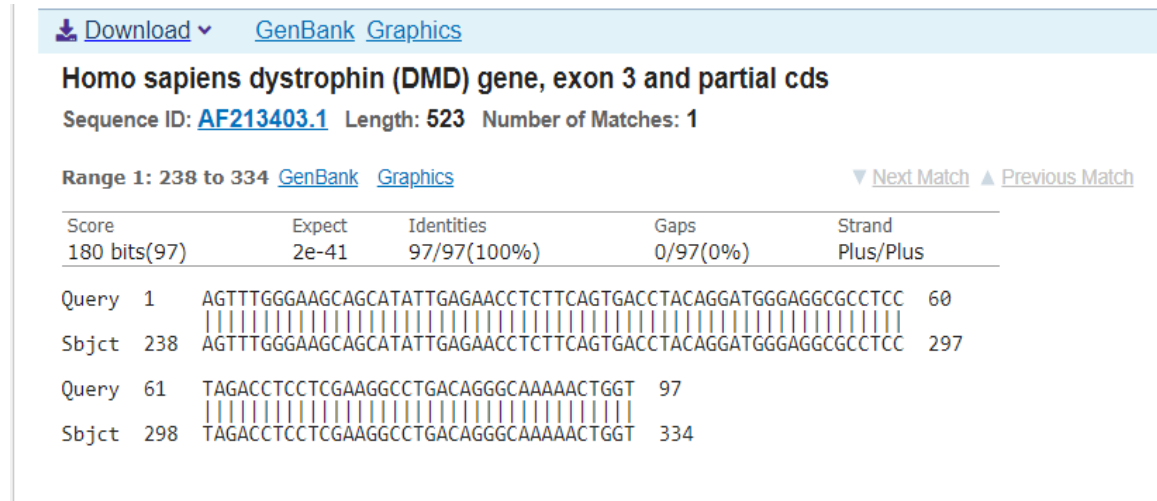 Download GenBank Graphics
Homo sapiens dystrophin (DMD) gene, exon 3 and partial cds
Sequence ID: AF213403.1 Length: 523 Number of Matches: 1
Range 1: 238 to 334 GenBank Graphics ▼ Next Match ▲ Previous Match
Score Expect Identities Gaps Strand
180 bits(97) 2e-41 97/97(100%) 0/97(0%) Plus/Plus
Query 1 AGTTTGGGAAGCAGCATATTGAGAACCTCTTCAGTGACCTACAGGATGGGAGGCGCCTCC 60
Sbjct 238 AGTTTGGGAAGCAGCATATTGAGAACCTCTTCAGTGACCTACAGGATGGGAGGCGCCTCC 297
Query 61 TAGACCTCCTCGAAGGCCTGACAGGGCAAAAACTGGT 97
Sbjct 298 TAGACCTCCTCGAAGGCCTGACAGGGCAAAAACTGGT 334